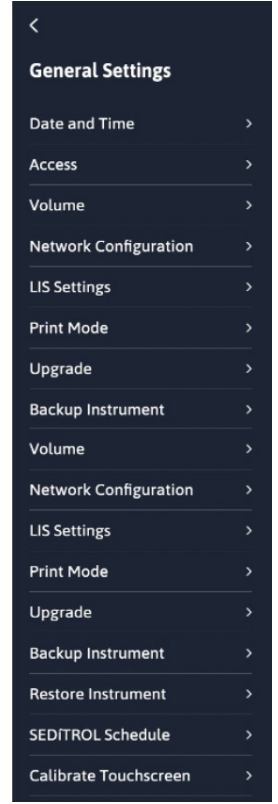 General Settings
Date and Time
Access
Volume
Network Configuration
LIS Settings
Print Mode
Upgrade
Backup Instrument
Volume
Network Configuration
LIS Settings
Print Mode
Upgrade
Backup Instrument
Restore Instrument
SEDíTROL Schedule
Calibrate Touchscreen